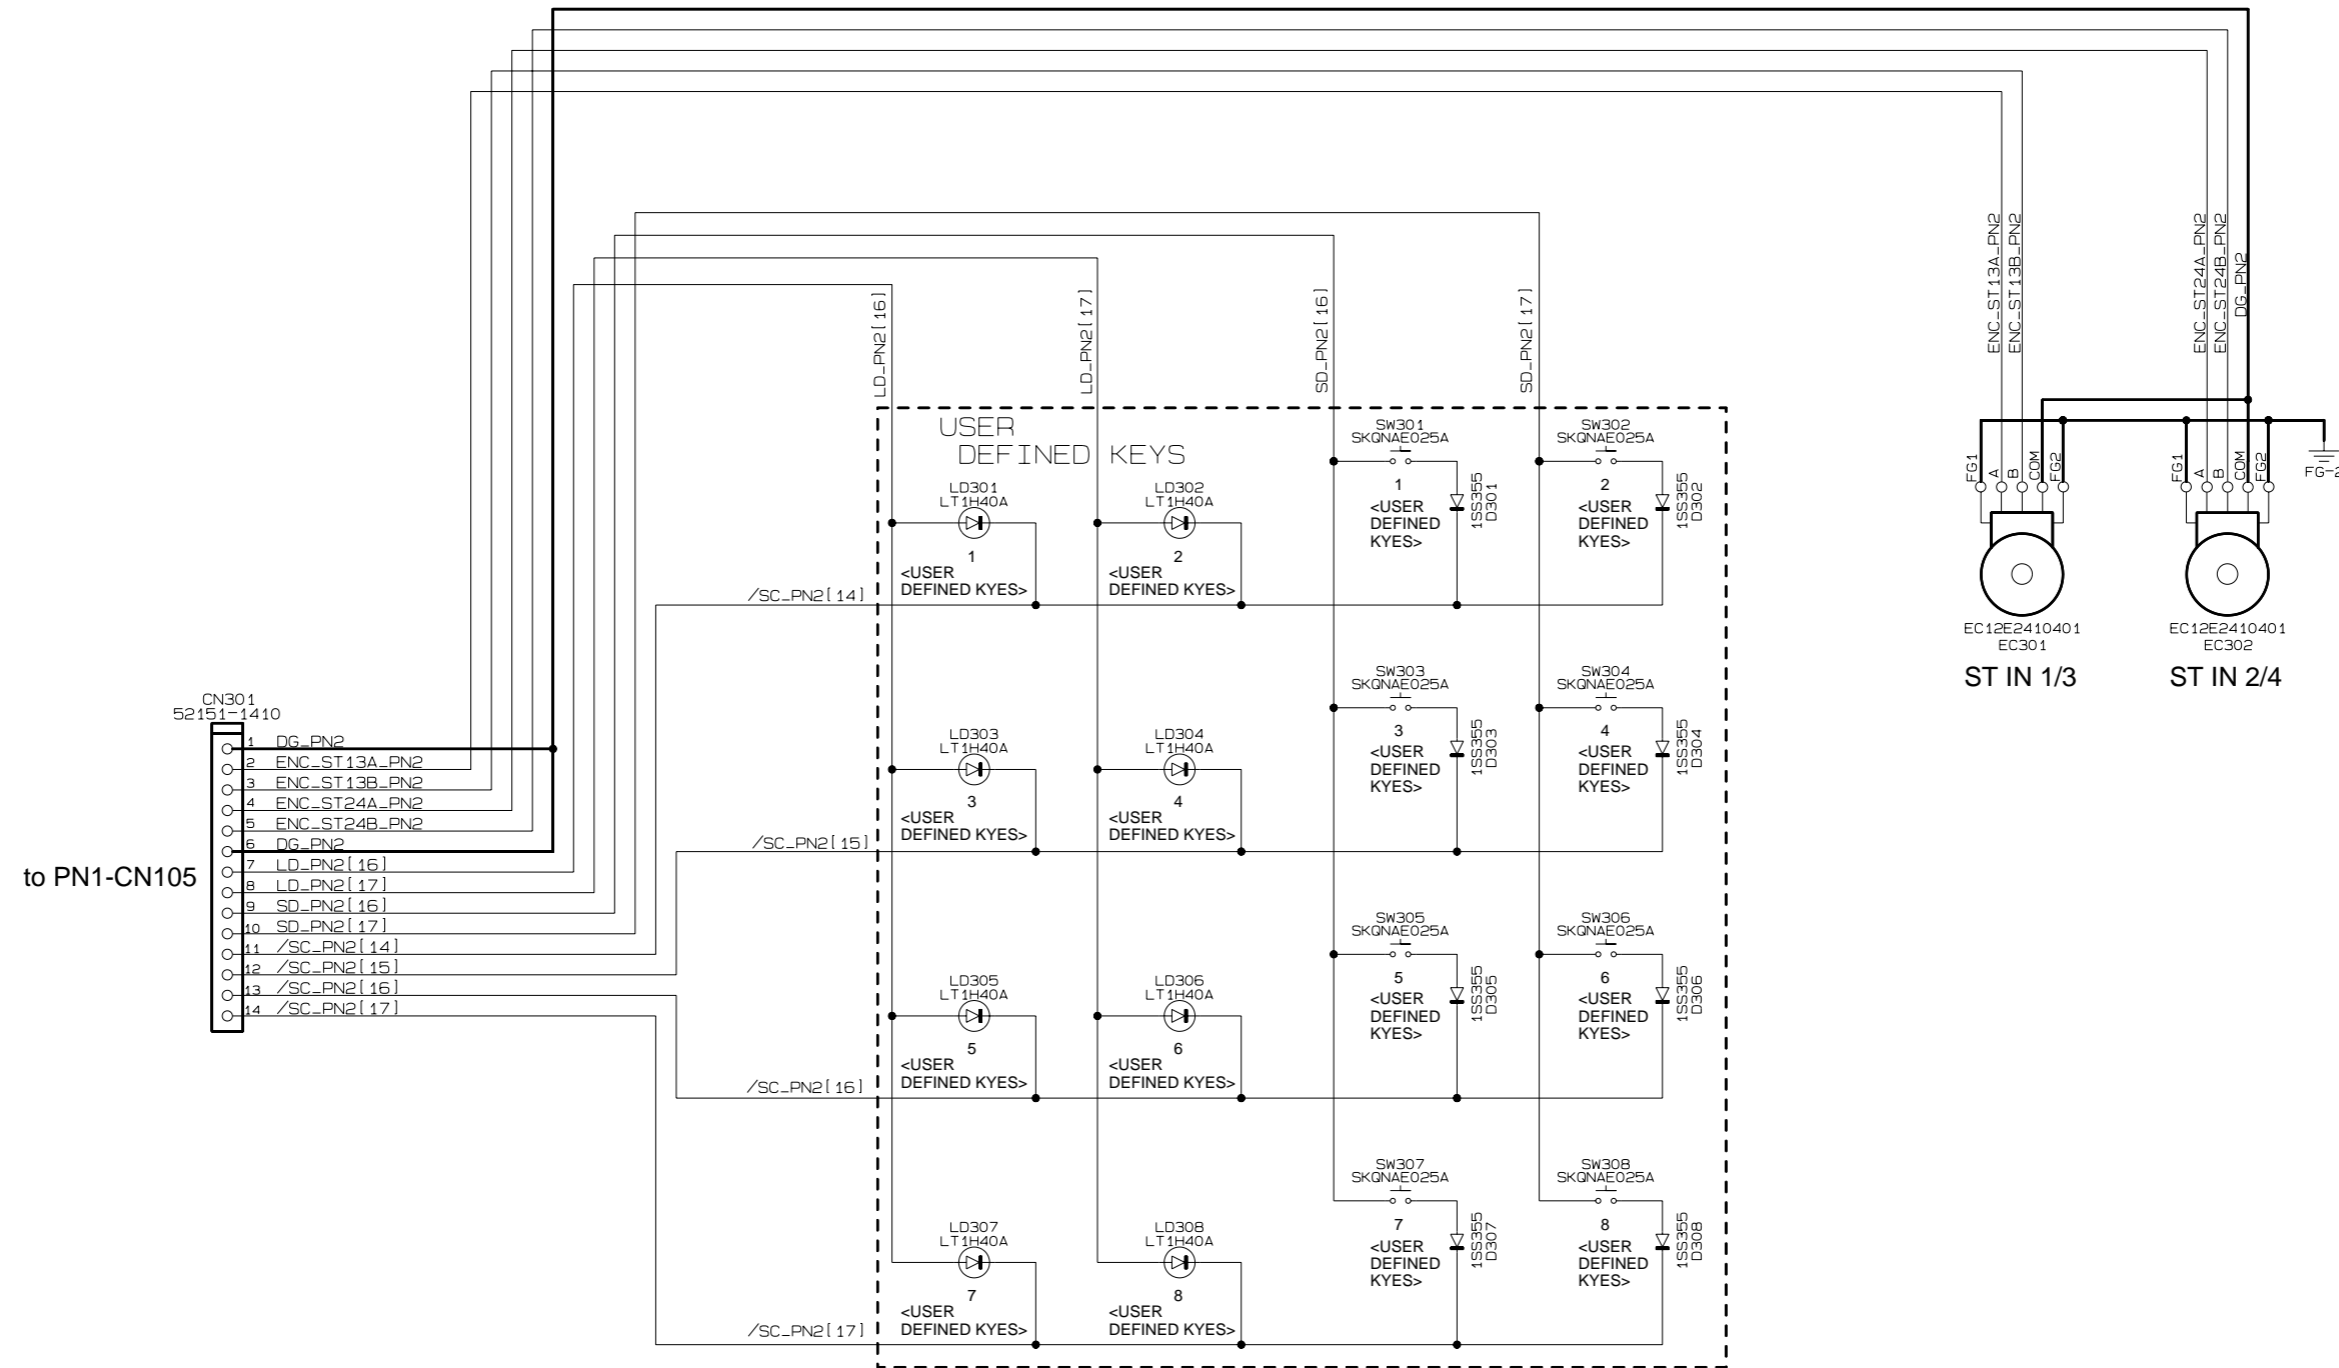 ENC_ST13A_PN2
ENC_ST13B_PN2
ENC_ST24A_PN2
ENC_ST24B_PN2
DG_PN2
LD_PN2[16]
LD_PN2[17]
SD_PN2[16]
SD_PN2[17]
USER
DEFINED KEYS
SW301
SKQNAE025A
1
<USER
DEFINED
KYES>
1SS355
D301
SW302
SKQNAE025A
2
<USER
DEFINED
KYES>
1SS355
D302
LD301
LT1H40A
1
<USER
DEFINED KYES>
LD302
LT1H40A
2
<USER
DEFINED KYES>
/SC_PN2[14]
FG1
A
B
COM
FG2
FG1
A
B
COM
FG2
FG-2
EC12E2410401
EC301
ST IN 1/3
EC12E2410401
EC302
ST IN 2/4
SW303
SKQNAE025A
3
<USER
DEFINED
KYES>
1SS355
D303
SW304
SKQNAE025A
4
<USER
DEFINED
KYES>
1SS355
D304
LD303
LT1H40A
3
<USER
DEFINED KYES>
LD304
LT1H40A
4
<USER
DEFINED KYES>
/SC_PN2[15]
CN301
52151-1410
1 DG_PN2
2 ENC_ST13A_PN2
3 ENC_ST13B_PN2
4 ENC_ST24A_PN2
5 ENC_ST24B_PN2
6 DG_PN2
7 LD_PN2[16]
8 LD_PN2[17]
9 SD_PN2[16]
10 SD_PN2[17]
11 /SC_PN2[14]
12 /SC_PN2[15]
13 /SC_PN2[16]
14 /SC_PN2[17]
to PN1-CN105
SW305
SKQNAE025A
5
<USER
DEFINED
KYES>
1SS355
D305
SW306
SKQNAE025A
6
<USER
DEFINED
KYES>
1SS355
D306
LD305
LT1H40A
5
<USER
DEFINED KYES>
LD306
LT1H40A
6
<USER
DEFINED KYES>
/SC_PN2[16]
SW307
SKQNAE025A
7
<USER
DEFINED
KYES>
1SS355
D307
SW308
SKQNAE025A
8
<USER
DEFINED
KYES>
1SS355
D308
LD307
LT1H40A
7
<USER
DEFINED KYES>
LD308
LT1H40A
8
<USER
DEFINED KYES>
/SC_PN2[17]